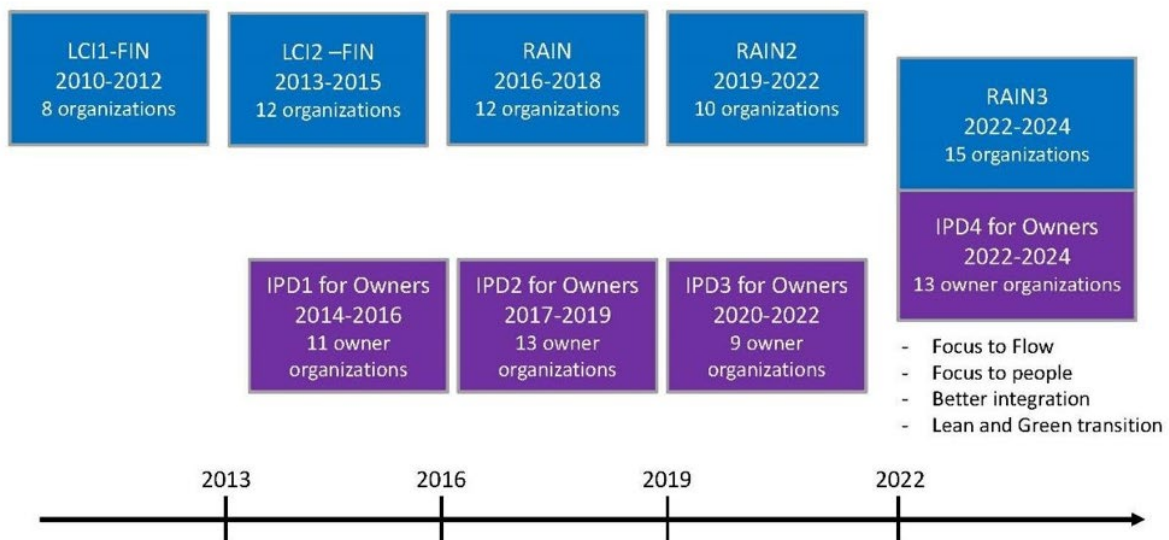 LCI1-FIN
2010-2012
8 organizations
LCI2 –FIN
2013-2015
12 organizations
RAIN
2016-2018
12 organizations
RAIN2
2019-2022
10 organizations
RAIN3
2022-2024
15 organizations
IPD1 for Owners
2014-2016
11 owner
organizations
IPD2 for Owners
2017-2019
13 owner
organizations
IPD3 for Owners
2020-2022
9 owner
organizations
IPD4 for Owners
2022-2024
13 owner organizations
- Focus to Flow
- Focus to people
- Better integration
- Lean and Green transition
2013
2016
2019
2022